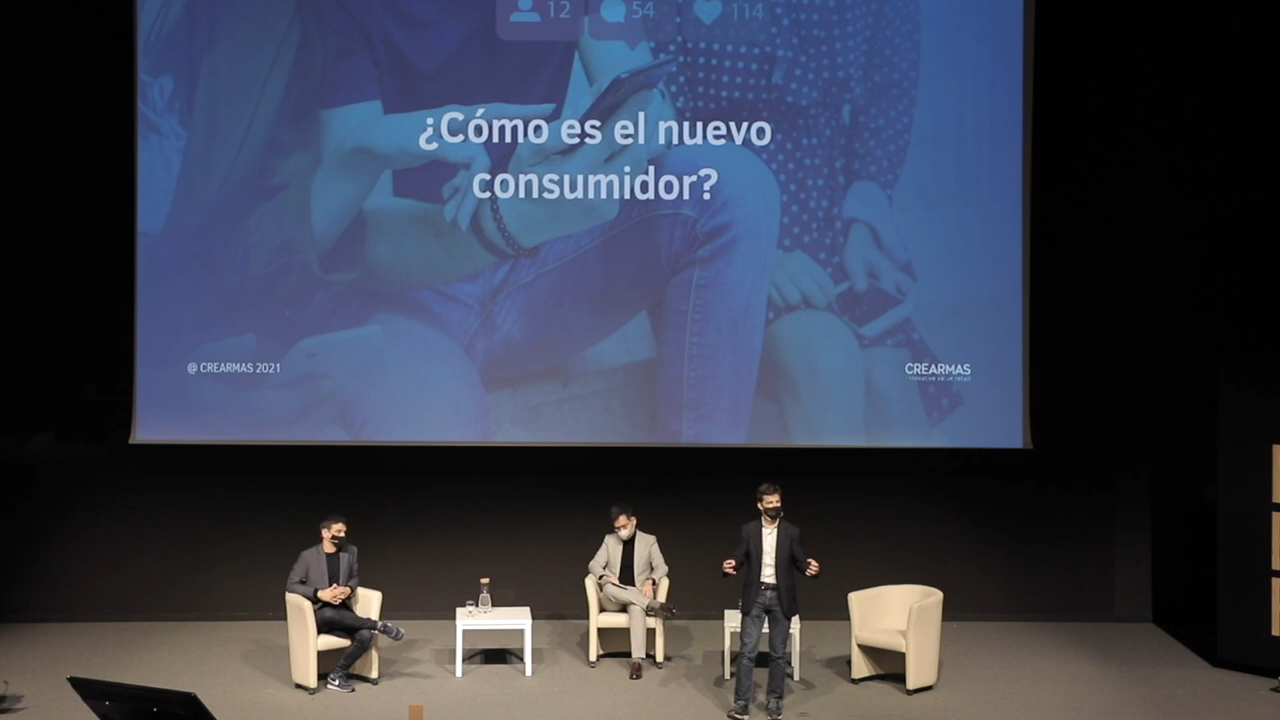 12 54 114
¿Cómo es el nuevo
consumidor?
@ CREARMAS 2021
CREARMAS